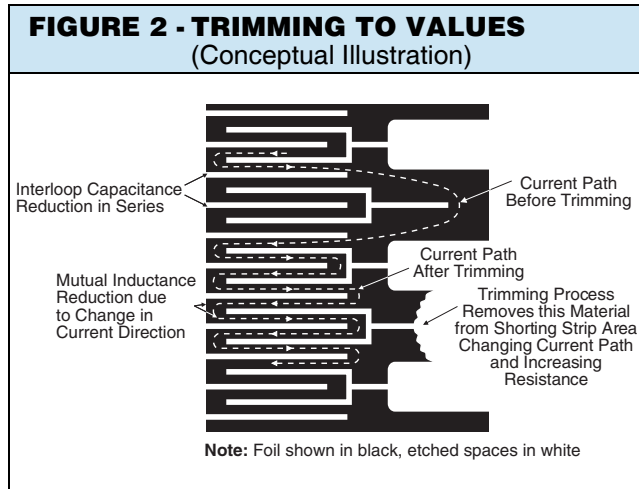 FIGURE 2 - TRIMMING TO VALUES
(Conceptual Illustration)
Interloop Capacitance
Reduction in Series
Current Path
Before Trimming
Mutual Inductance
Reduction due
to Change in
Current Direction
Current Path
After Trimming
Trimming Process
Removes this Material
from Shorting Strip Area
Changing Current Path
and Increasing
Resistance
Note: Foil shown in black, etched spaces in white